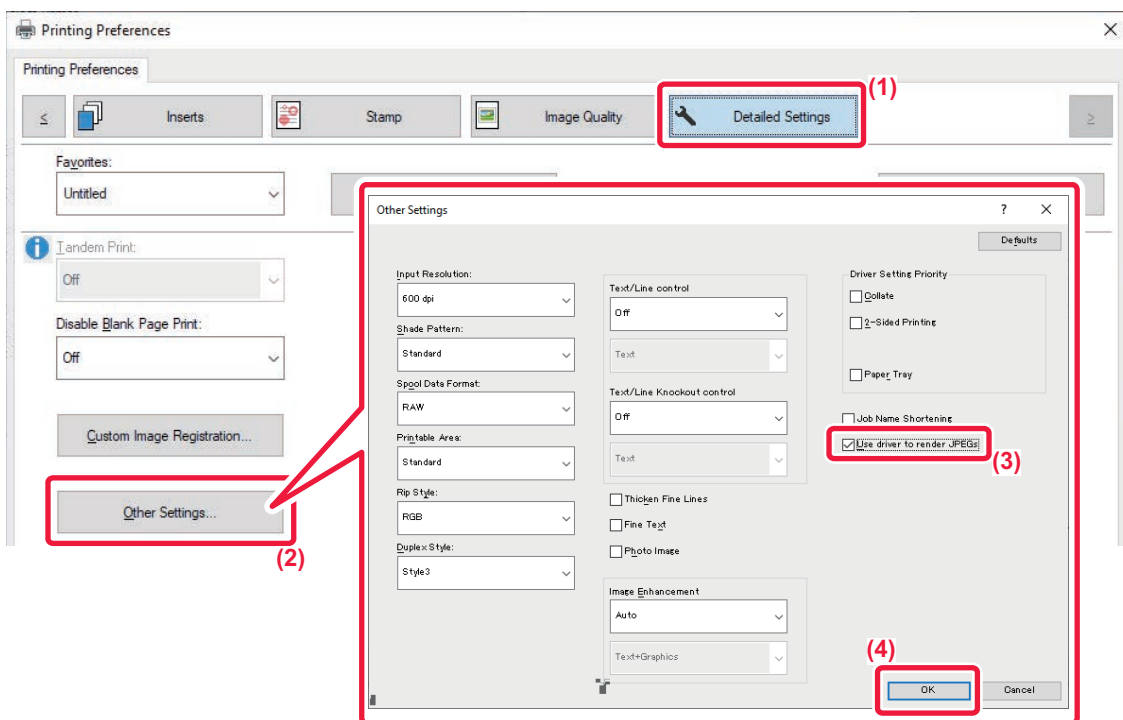 Printing Preferences
Printing Preferences
(1)
< Inserts Stamp Image Quality Detailed Settings >
Favorites:
Untitled
Tandem Print:
Off
Disable Blank Page Print:
Off
Custom Image Registration...
Other Settings...
(2)
Other Settings ?
Defaults
Input Resolution:
600 dpi
Shade Pattern:
Standard
Spool Data Format:
RAW
Printable Area:
Standard
Rip Style:
RGB
Duplex Style:
Style3
Text/Line control
Off
Text
Text/Line Knockout control
Off
Text
Thicken Fine Lines
Fine Text
Photo Image
Image Enhancement
Auto
Text+Graphics
Driver Setting Priority
Collate
2-Sided Printing
Paper Tray
Job Name Shortening
Use driver to render JPEGs
(3)
(4)
OK Cancel